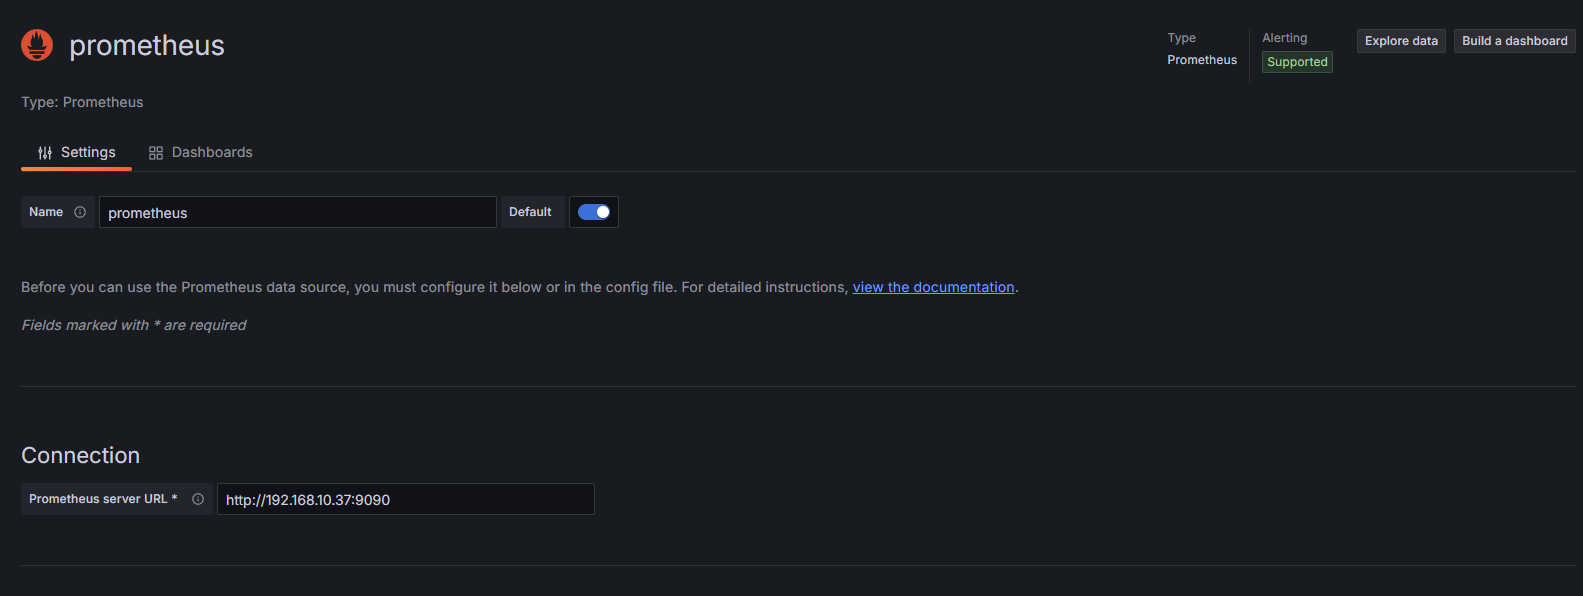 prometheus
Type
Prometheus
Alerting
Supported
Explore data
Build a dashboard
Type: Prometheus
Settings
Dashboards
Name
prometheus
Default
Before you can use the Prometheus data source, you must configure it below or in the config file. For detailed instructions, view the documentation.
Fields marked with * are required
Connection
Prometheus server URL *
http://192.168.10.37:9090